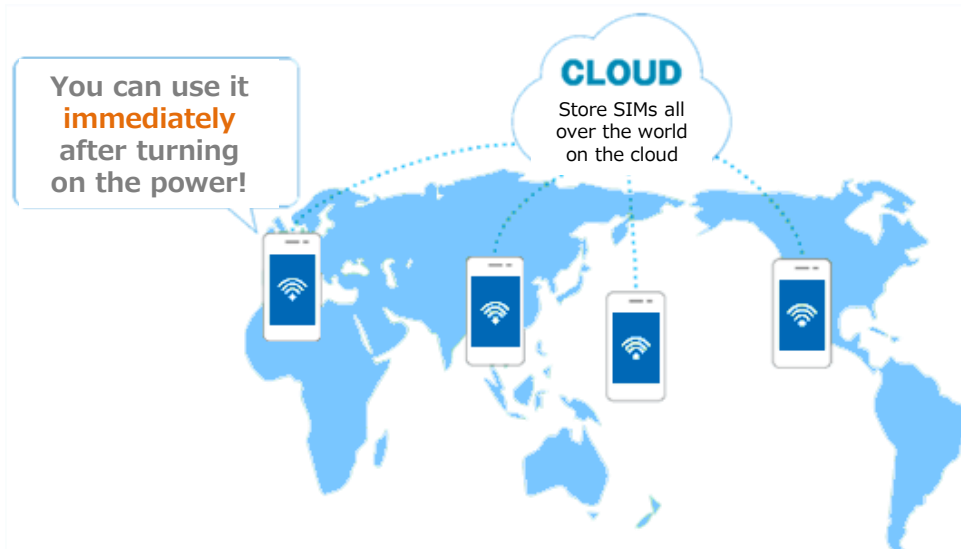 You can use it
immediately
after turning
on the power!
CLOUD
Store SIMs all
over the world
on the cloud